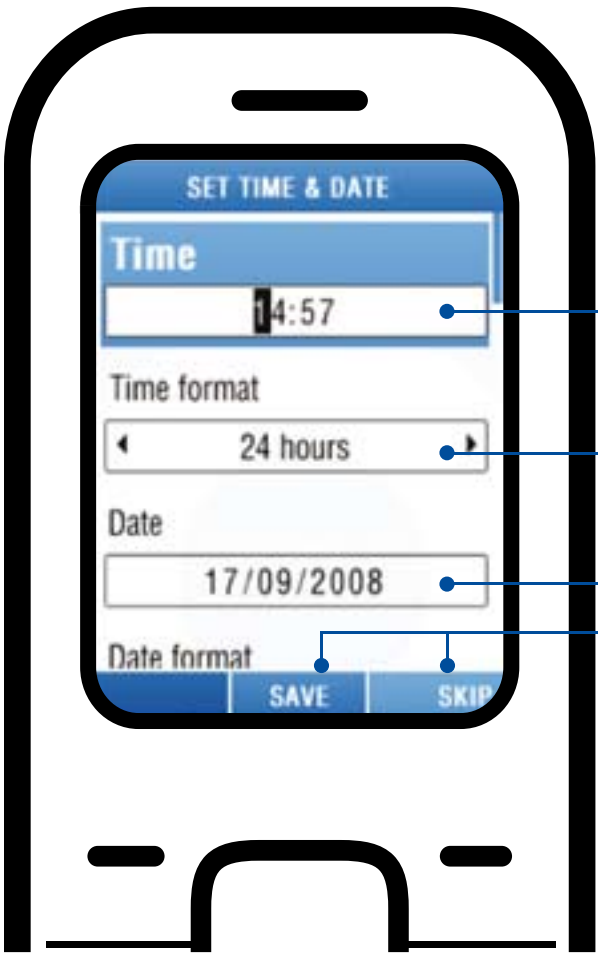 SET TIME & DATE
Time
14:57
Time format
24 hours
Date
17/09/2008
Date format
SAVE SKIP